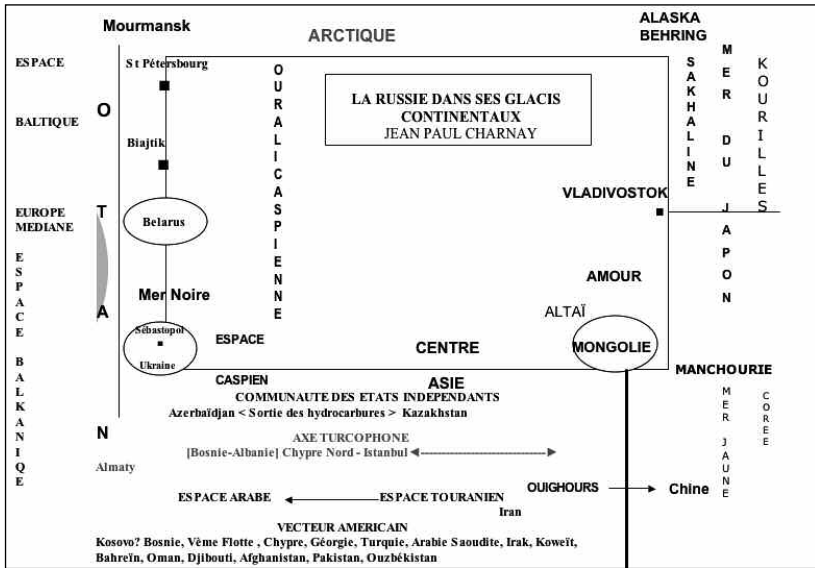 Mourmansk
ARCTIQUE
ALASKA
BEHRING
ESPACE
BALTIQUE
EUROPE
MEDIANE
ESPACE BALKANIQE
OTAN
St Pétersbourg
Biajtik
Belarus
Mer Noire
Sébastopol
Ukraine
OURALICASPIENNE
LA RUSSIE DANS SES GLACIS
CONTINENTAUX
JEAN PAUL CHARNAY
SAKHALINE
MER DU JAPON
KOURILLES
VLADIVOSTOK
AMOUR
ALTAÏ
MONGOLIE
ESPACE
CENTRE
CASPIEN
ASIE
MANCHOURIE
MER JAUNE
COREE
COMMUNAUTE DES ETATS INDEPENDANTS
Azerbaïdjan < Sortie des hydrocarbures > Kazakhstan
AXE TURCOPHONE
[Bosnie-Albanie] Chypre Nord - Istanbul
Almaty
OUIGHOURS
Chine
ESPACE ARABE
ESPACE TOURANIEN
Iran
VECTEUR AMERICAIN
Kosovo? Bosnie, Vème Flotte , Chypre, Géorgie, Turquie, Arabie Saoudite, Irak, Koweït,
Bahreïn, Oman, Djibouti, Afghanistan, Pakistan, Ouzbékistan